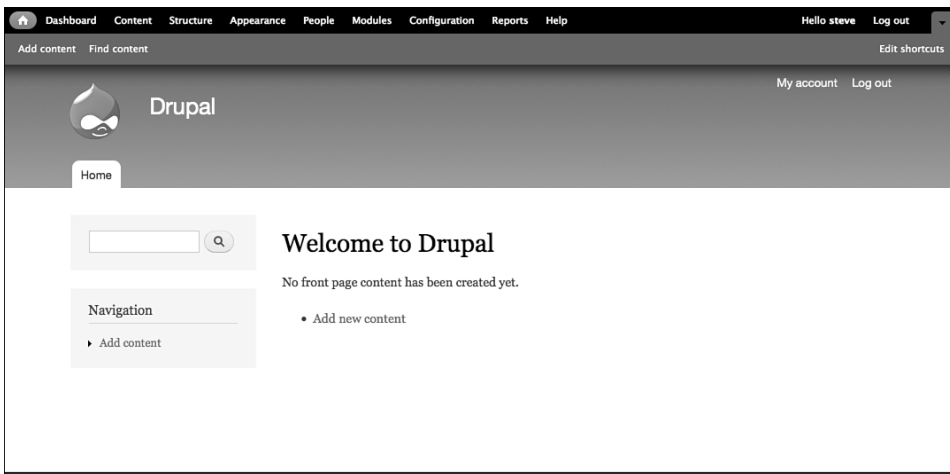 Dashboard Content Structure Appearance People Modules Configuration Reports Help Hello steve Log out
Add content Find content Edit shortcuts
My account Log out
Drupal
Home
Welcome to Drupal
No front page content has been created yet.
Navigation
Add new content
Add content